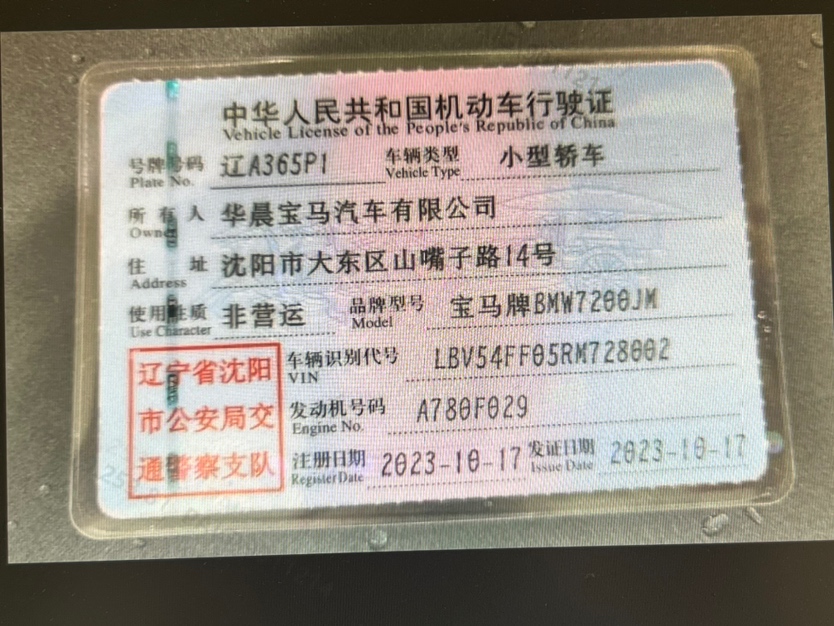 中华人民共和国机动车行驶证
Vehicle License of the People's Republic of China
号牌号码 辽A365P1 车辆类型 小型轿车
Plate No. Vehicle Type
所有人 华晨宝马汽车有限公司
Owner
住址 沈阳市大东区山嘴子路14号
Address
使用性质 非营运 品牌型号 宝马牌BMW7200JM
Use Character Model
辽宁省沈阳 车辆识别代号 LBV54FF05RM728002
VIN
市公安局交 发动机号码 A780F029
Engine No.
通警察支队 注册日期 2023-10-17 发证日期 2023-10-17
Register Date Issue Date